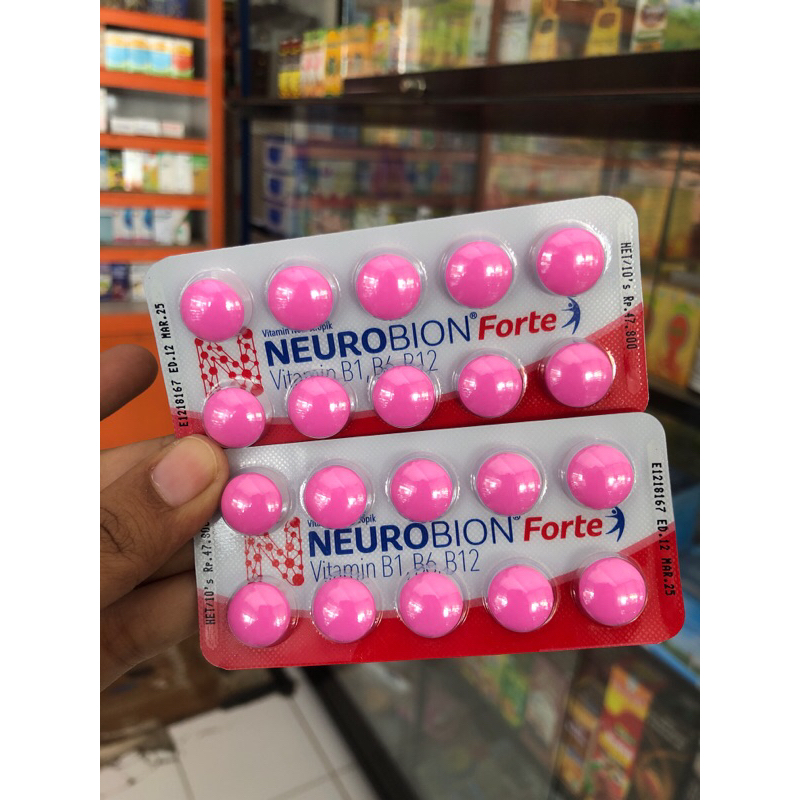 Vitamin
NEUROBION® Forte
Vitamin B1, B6, B12
E1218167 ED.12 MAR.25
HET/10's Rp.47.800
NEUROBION® Forte
Vitamin B1, B6, B12
HET/10's Rp.47.800
E1218167 ED.12 MAR.25